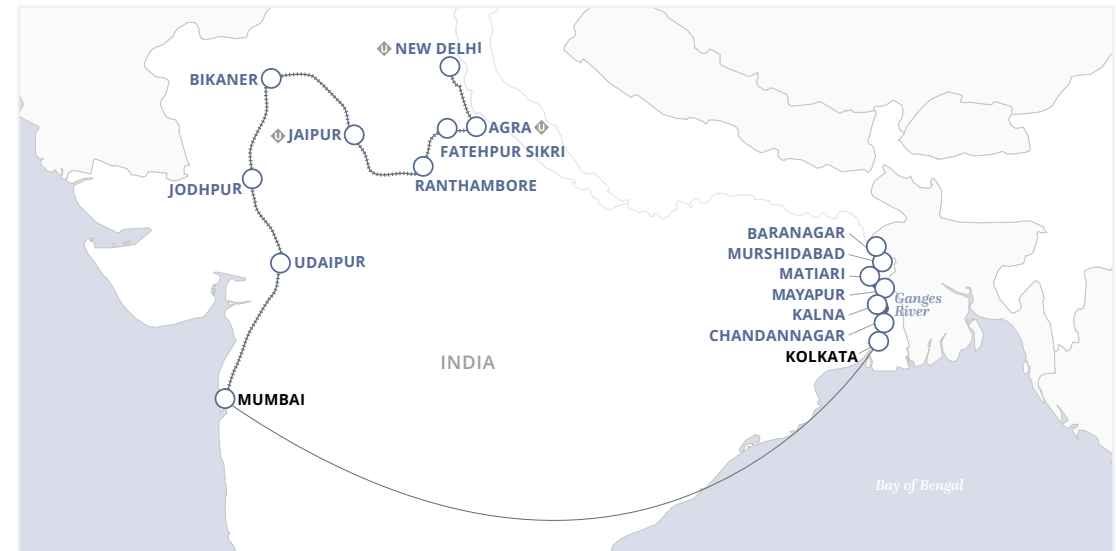 U NEW DELHI
BIKANER
U JAIPUR
AGRA U
FATEHPUR SIKRI
RANTHAMBORE
JODHPUR
UDAIPUR
MUMBAI
INDIA
BARANAGAR
MURSHIDABAD
MATIARI
MAYAPUR
KALNA
CHANDANNAGAR
KOLKATA
Ganges
River
Bay of Bengal